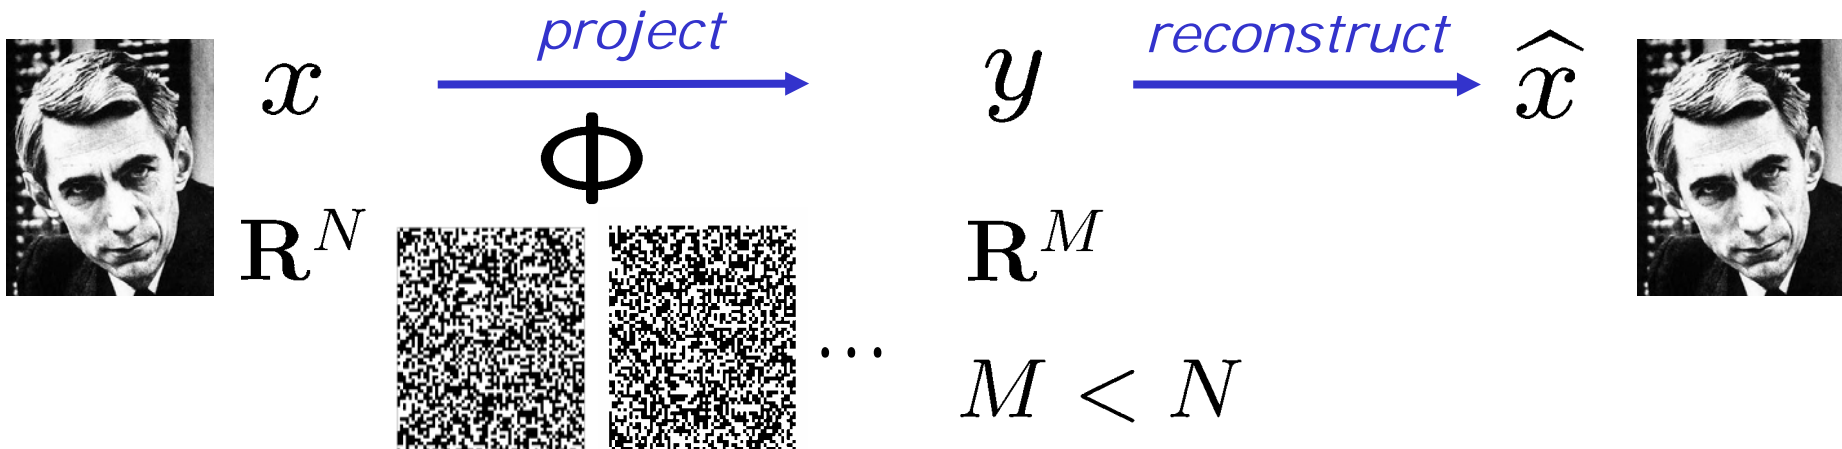 project
reconstruct
x
y
x̂
Φ
R^N
R^M
...
M < N